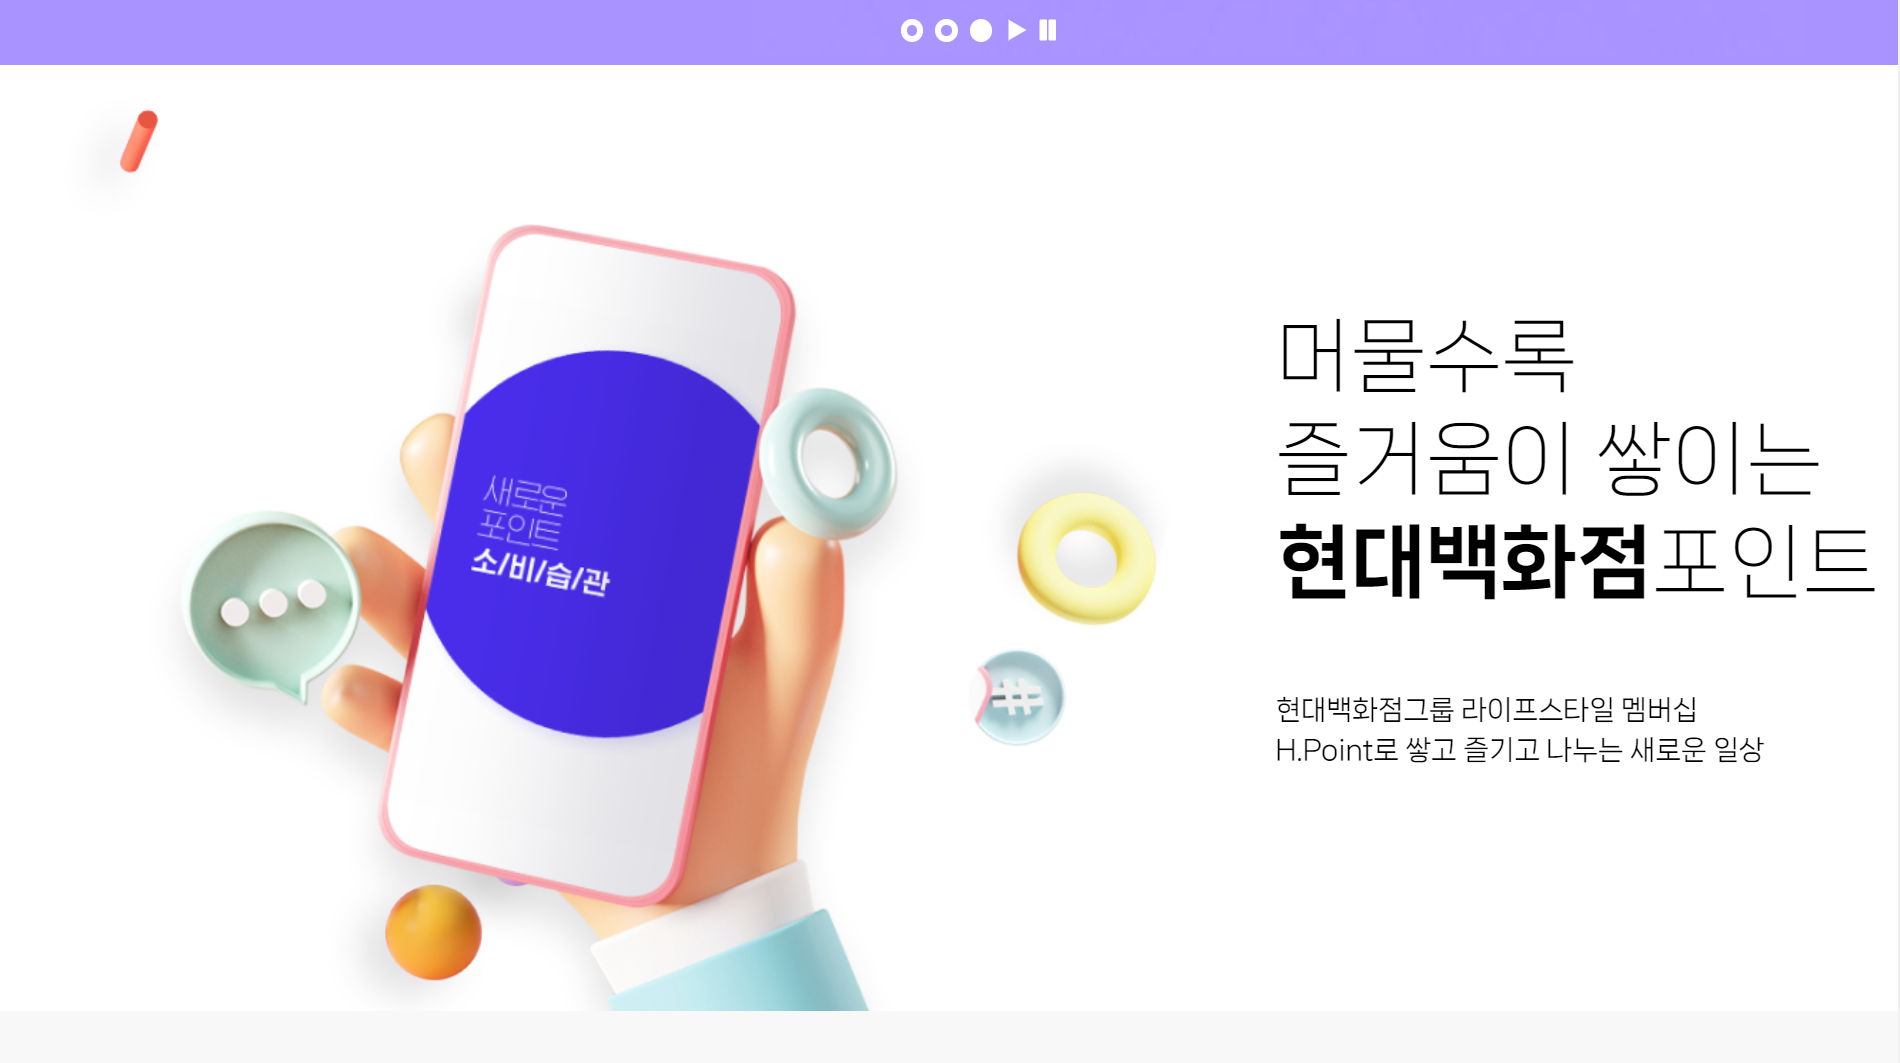 새로운
포인트
소/비/습/관
머물수록
즐거움이 쌓이는
현대백화점포인트
현대백화점그룹 라이프스타일 멤버십
H.Point로 쌓고 즐기고 나누는 새로운 일상